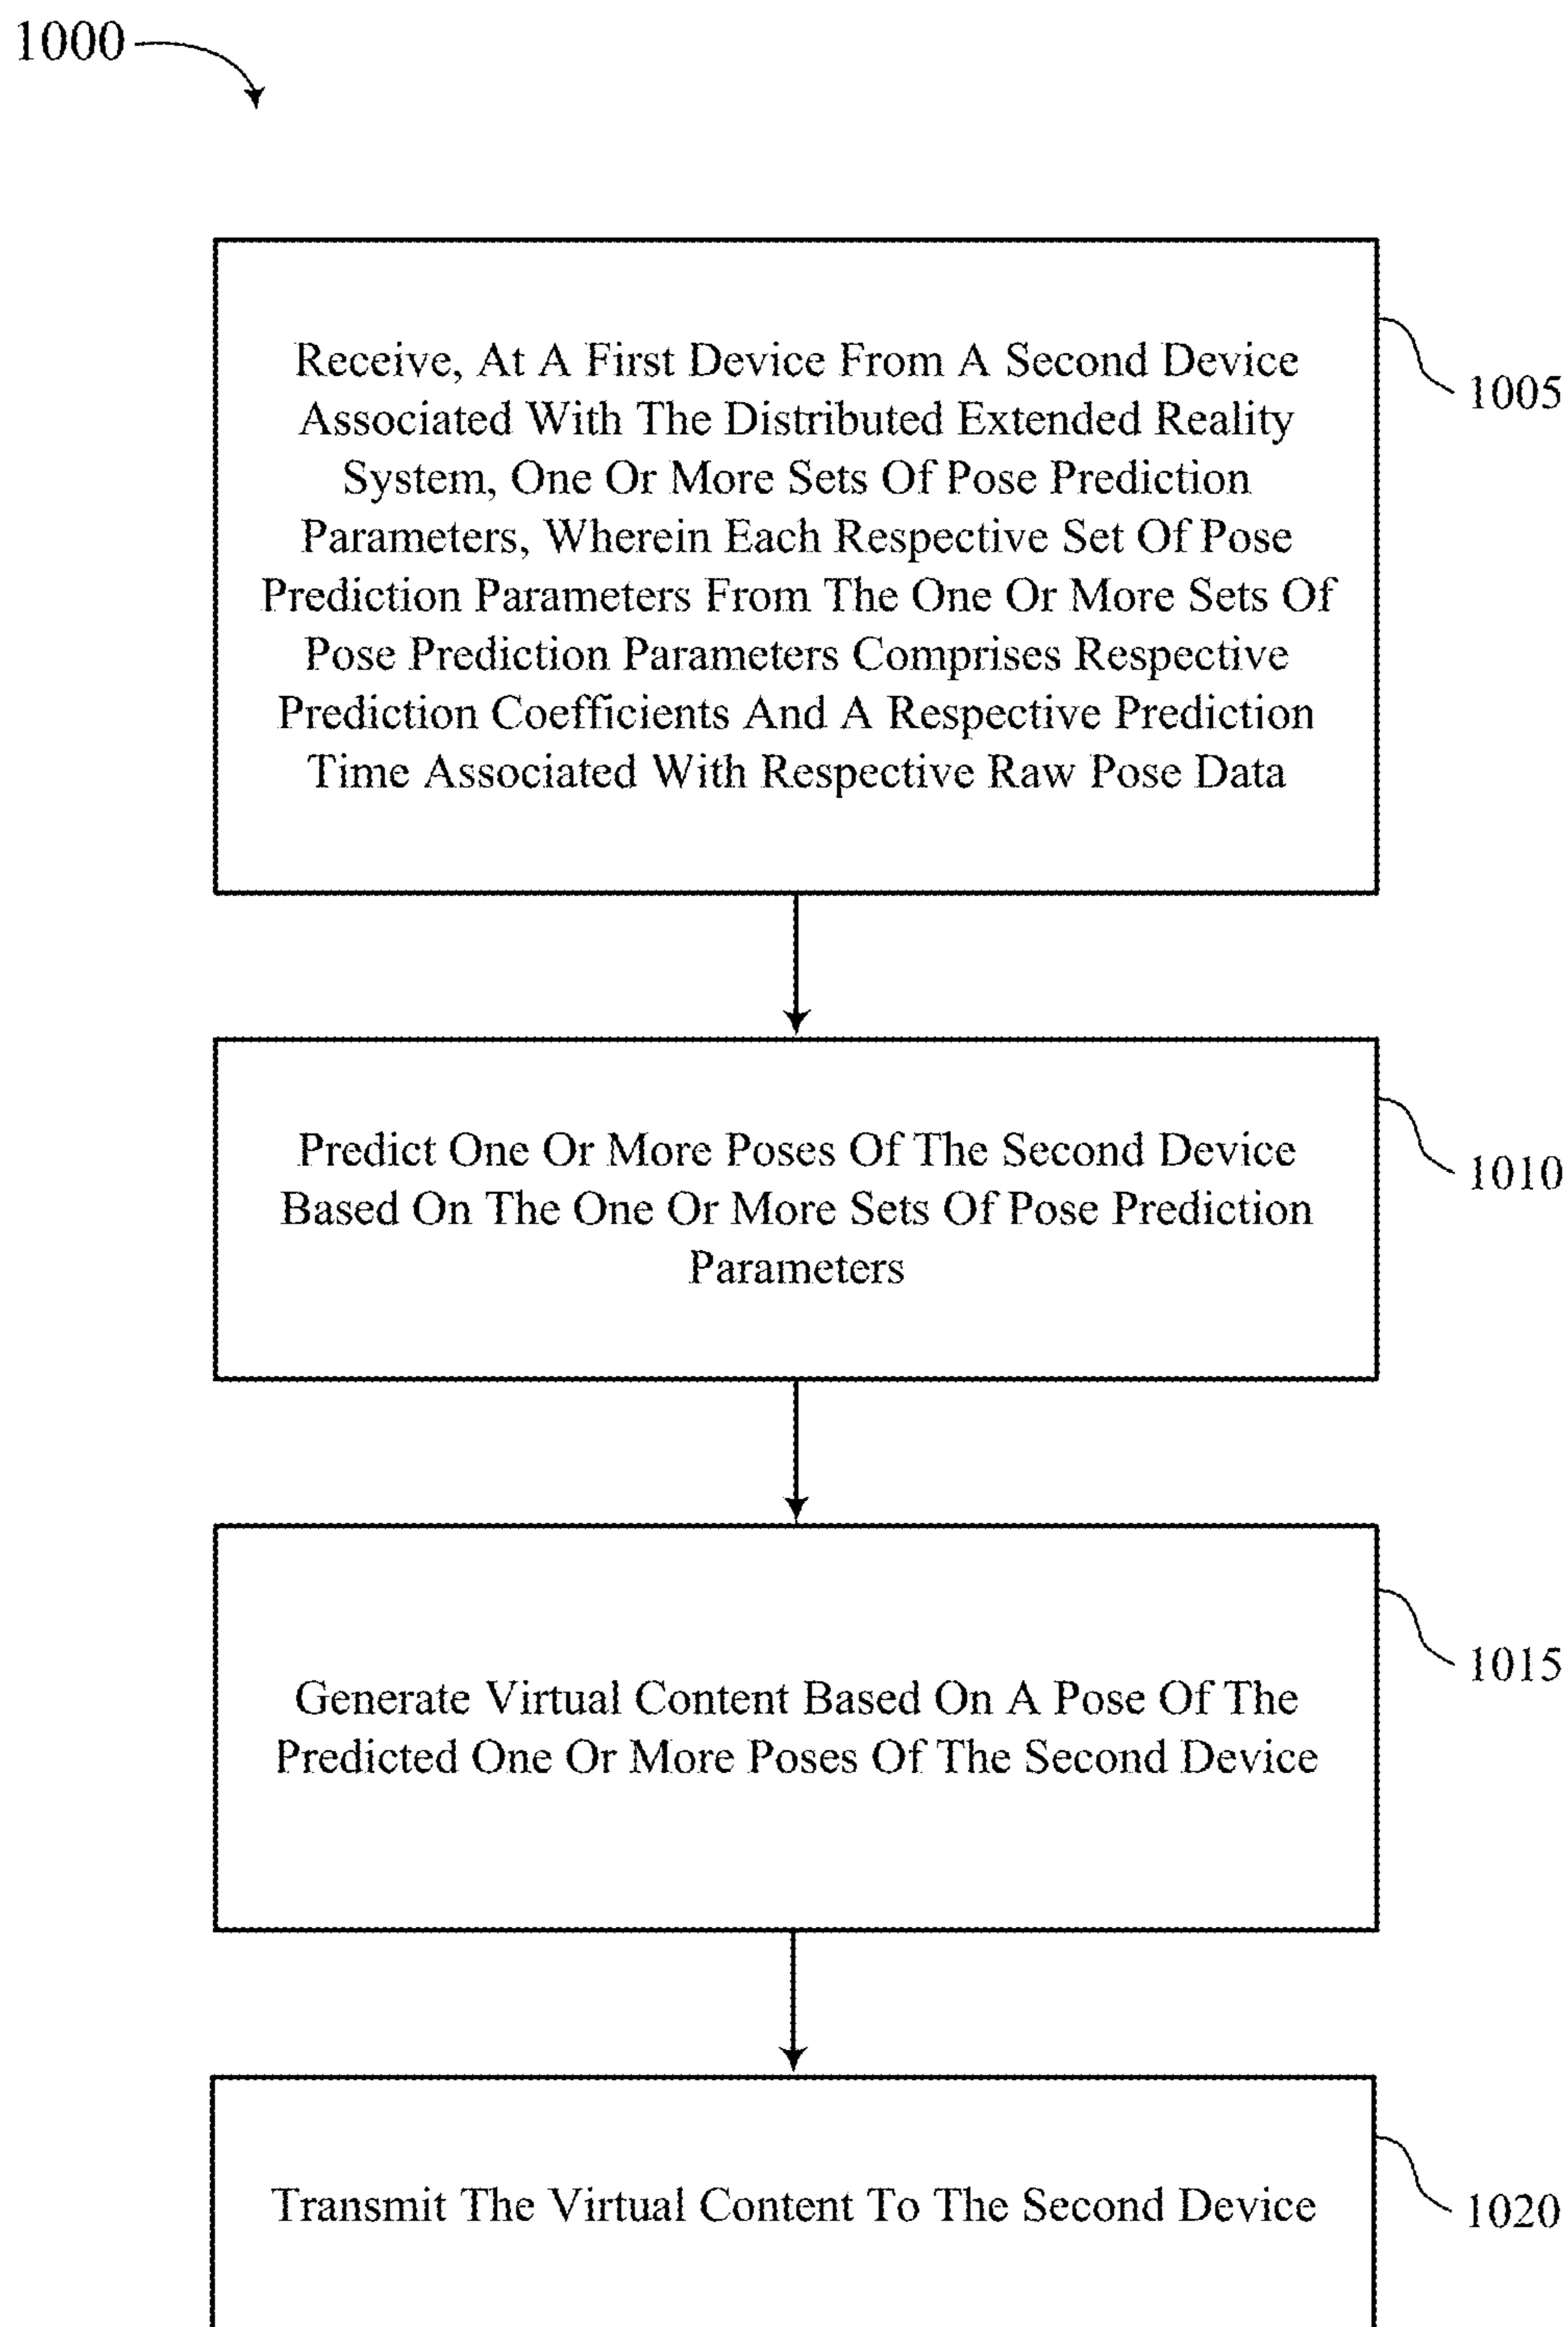 1000
Receive, At A First Device From A Second Device
Associated With The Distributed Extended Reality
System, One Or More Sets Of Pose Prediction
Parameters, Wherein Each Respective Set Of Pose
Prediction Parameters From The One Or More Sets Of
Pose Prediction Parameters Comprises Respective
Prediction Coefficients And A Respective Prediction
Time Associated With Respective Raw Pose Data
1005
Predict One Or More Poses Of The Second Device
Based On The One Or More Sets Of Pose Prediction
Parameters
1010
Generate Virtual Content Based On A Pose Of The
Predicted One Or More Poses Of The Second Device
1015
Transmit The Virtual Content To The Second Device
1020